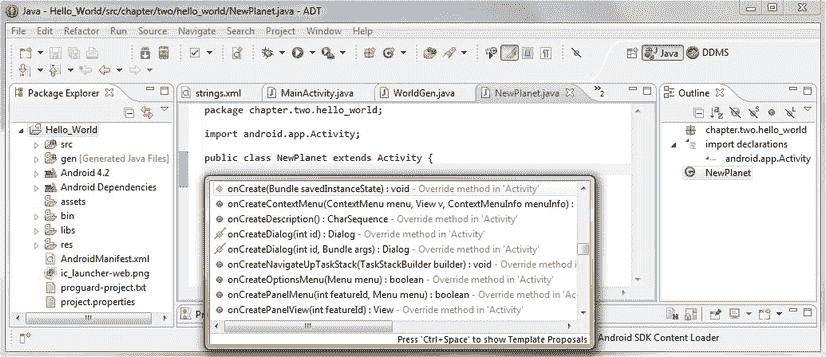 Java - Hello_World/src/chapter/two/hello_world/NewPlanet.java - ADT
File Edit Refactor Run Source Navigate Search Project Window Help
Java DDMS
Package Explorer
Hello_World
src
gen [Generated Java Files]
Android 4.2
Android Dependencies
assets
bin
libs
res
AndroidManifest.xml
ic_launcher-web.png
proguard-project.txt
project.properties
strings.xml MainActivity.java WorldGen.java NewPlanet.java »2
package chapter.two.hello_world;
import android.app.Activity;
public class NewPlanet extends Activity {
onCreate(Bundle savedInstanceState) : void - Override method in 'Activity'
onCreateContextMenu(ContextMenu menu, View v, ContextMenuInfo menuInfo) :
onCreateDescription() : CharSequence - Override method in 'Activity'
onCreateDialog(int id) : Dialog - Override method in 'Activity'
onCreateDialog(int id, Bundle args) : Dialog - Override method in 'Activity'
onCreateNavigateUpTaskStack(TaskStackBuilder builder) : void - Override method in
onCreateOptionsMenu(Menu menu) : boolean - Override method in 'Activity'
onCreatePanelMenu(int featureId, Menu menu) : boolean - Override method in 'Ac
onCreatePanelView(int featureId) : View - Override method in 'Activity'
Press 'Ctrl+Space' to show Template Proposals
Outline
chapter.two.hello_world
import declarations
android.app.Activity
NewPlanet
Android SDK Content Loader